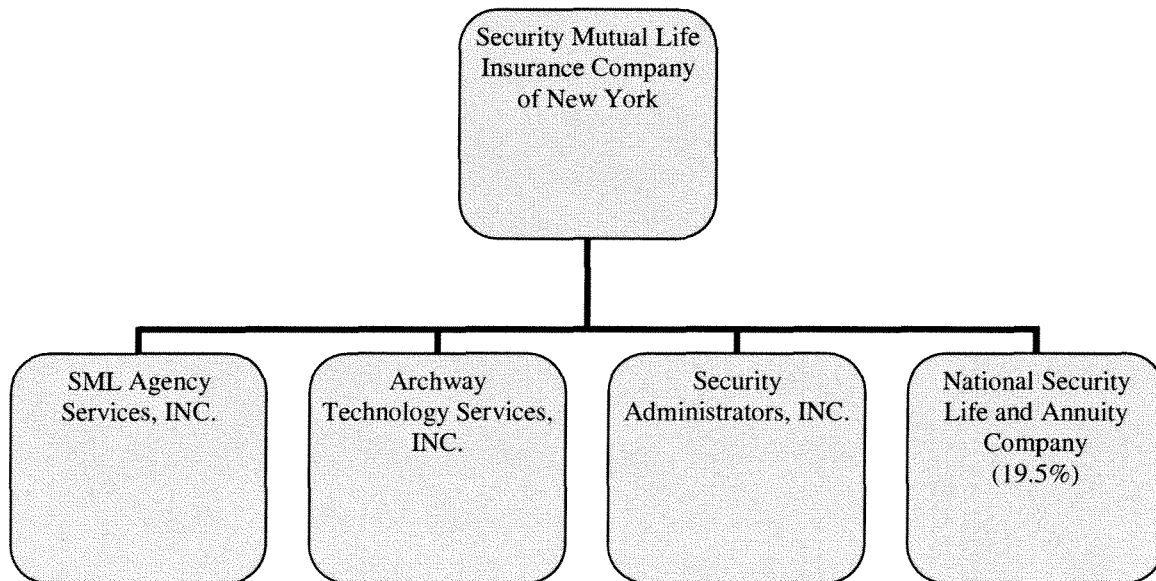 Security Mutual Life
Insurance Company
of New York
SML Agency
Services, INC.
Archway
Technology Services,
INC.
Security
Administrators, INC.
National Security
Life and Annuity
Company
(19.5%)